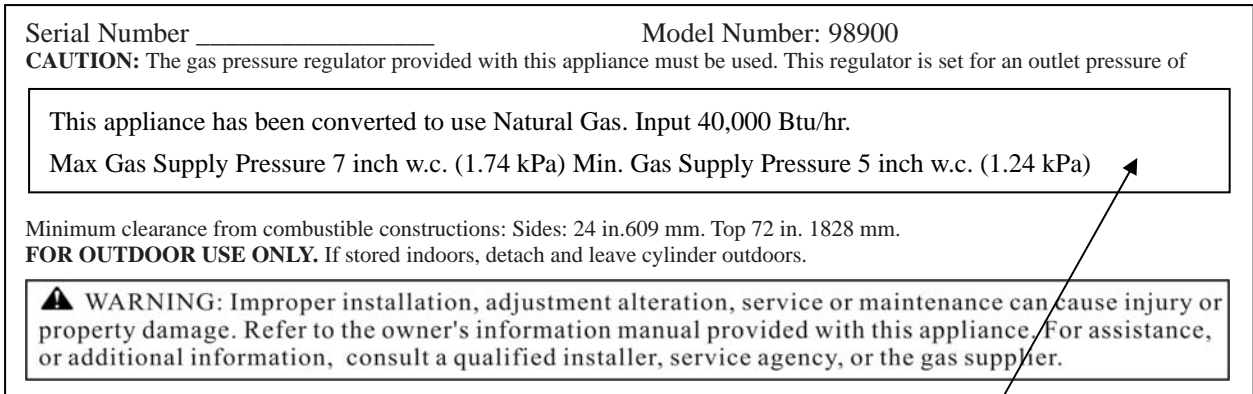 Serial Number _________________ Model Number: 98900
CAUTION: The gas pressure regulator provided with this appliance must be used. This regulator is set for an outlet pressure of
This appliance has been converted to use Natural Gas. Input 40,000 Btu/hr.
Max Gas Supply Pressure 7 inch w.c. (1.74 kPa) Min. Gas Supply Pressure 5 inch w.c. (1.24 kPa)
Minimum clearance from combustible constructions: Sides: 24 in.609 mm. Top 72 in. 1828 mm.
FOR OUTDOOR USE ONLY. If stored indoors, detach and leave cylinder outdoors.
⚠ WARNING: Improper installation, adjustment alteration, service or maintenance can cause injury or
property damage. Refer to the owner's information manual provided with this appliance. For assistance,
or additional information, consult a qualified installer, service agency, or the gas supplier.